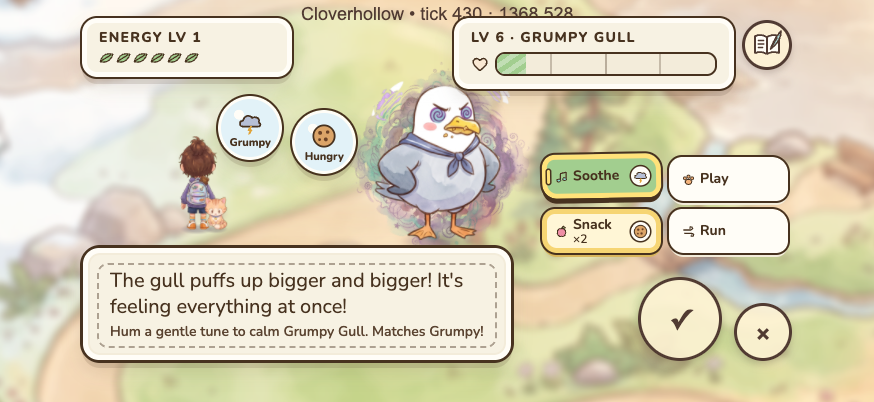 Cloverhollow • tick 430 : 1368.528
ENERGY LV 1
LV 6 · GRUMPY GULL
Grumpy
Hungry
Soothe
Play
Snack
×2
Run
The gull puffs up bigger and bigger! It's
feeling everything at once!
Hum a gentle tune to calm Grumpy Gull. Matches Grumpy!